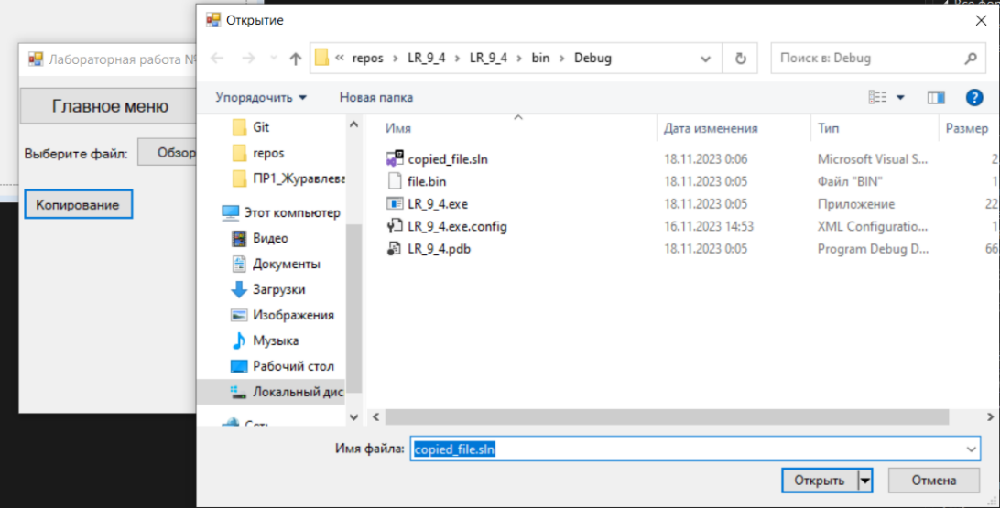 Открытие
Лабораторная работа №
« repos › LR_9_4 › LR_9_4 › bin › Debug
Поиск в: Debug
Главное меню
Упорядочить
Новая папка
Выберите файл:
Обзор
Копирование
Git
repos
ПР1_Журавлева
Этот компьютер
Видео
Документы
Загрузки
Изображения
Музыка
Рабочий стол
Локальный дис
Сеть
Имя Дата изменения Тип Размер
copied_file.sln 18.11.2023 0:06 Microsoft Visual S... 2
file.bin 18.11.2023 0:05 Файл "BIN" 1
LR_9_4.exe 18.11.2023 0:05 Приложение 22
LR_9_4.exe.config 16.11.2023 14:53 XML Configuratio... 1
LR_9_4.pdb 18.11.2023 0:05 Program Debug D... 66
Имя файла: copied_file.sln
Открыть
Отмена